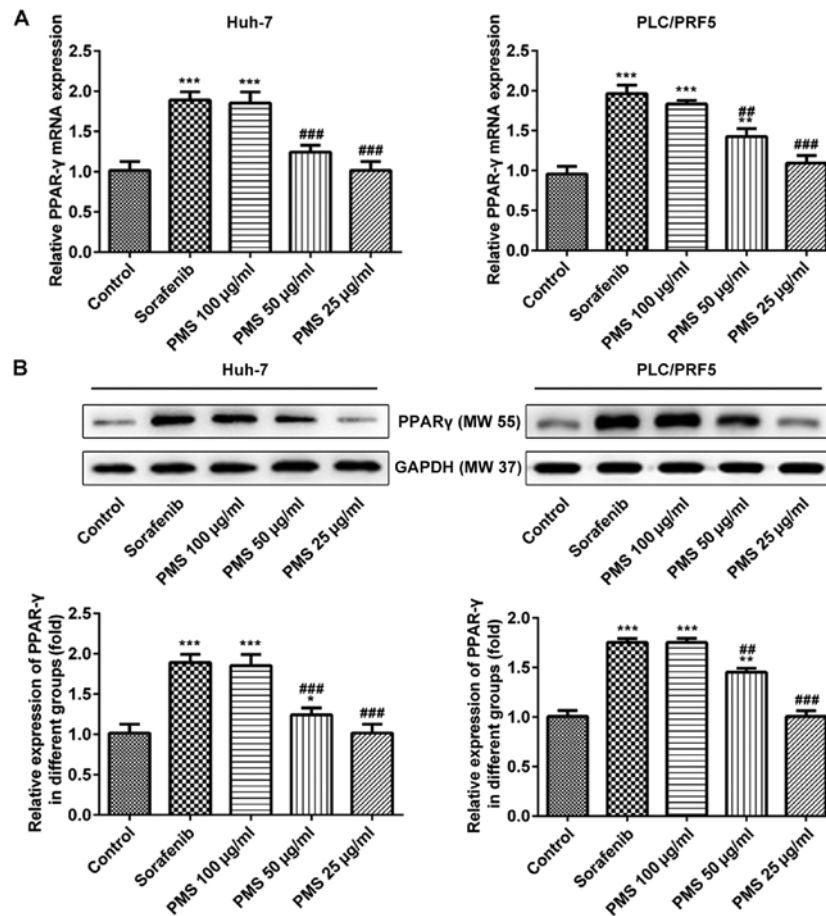 A
Huh-7
PLC/PRF5
Relative PPAR-γ mRNA expression
2.5
2.0
1.5
1.0
0.5
0.0
***
***
###
###
Control
Sorafenib
PMS 100 µg/ml
PMS 50 µg/ml
PMS 25 µg/ml
Relative PPAR-γ mRNA expression
2.5
2.0
1.5
1.0
0.5
0.0
***
***
##
**
###
Control
Sorafenib
PMS 100 µg/ml
PMS 50 µg/ml
PMS 25 µg/ml
B
Huh-7
PLC/PRF5
PPARγ (MW 55)
GAPDH (MW 37)
Control
Sorafenib
PMS 100 µg/ml
PMS 50 µg/ml
PMS 25 µg/ml
Control
Sorafenib
PMS 100 µg/ml
PMS 50 µg/ml
PMS 25 µg/ml
Relative expression of PPAR-γ
in different groups (fold)
2.5
2.0
1.5
1.0
0.5
0.0
***
***
###
*
###
Control
Sorafenib
PMS 100 µg/ml
PMS 50 µg/ml
PMS 25 µg/ml
Relative expression of PPAR-γ
in different groups (fold)
2.0
1.5
1.0
0.5
0.0
***
***
##
**
###
Control
Sorafenib
PMS 100 µg/ml
PMS 50 µg/ml
PMS 25 µg/ml